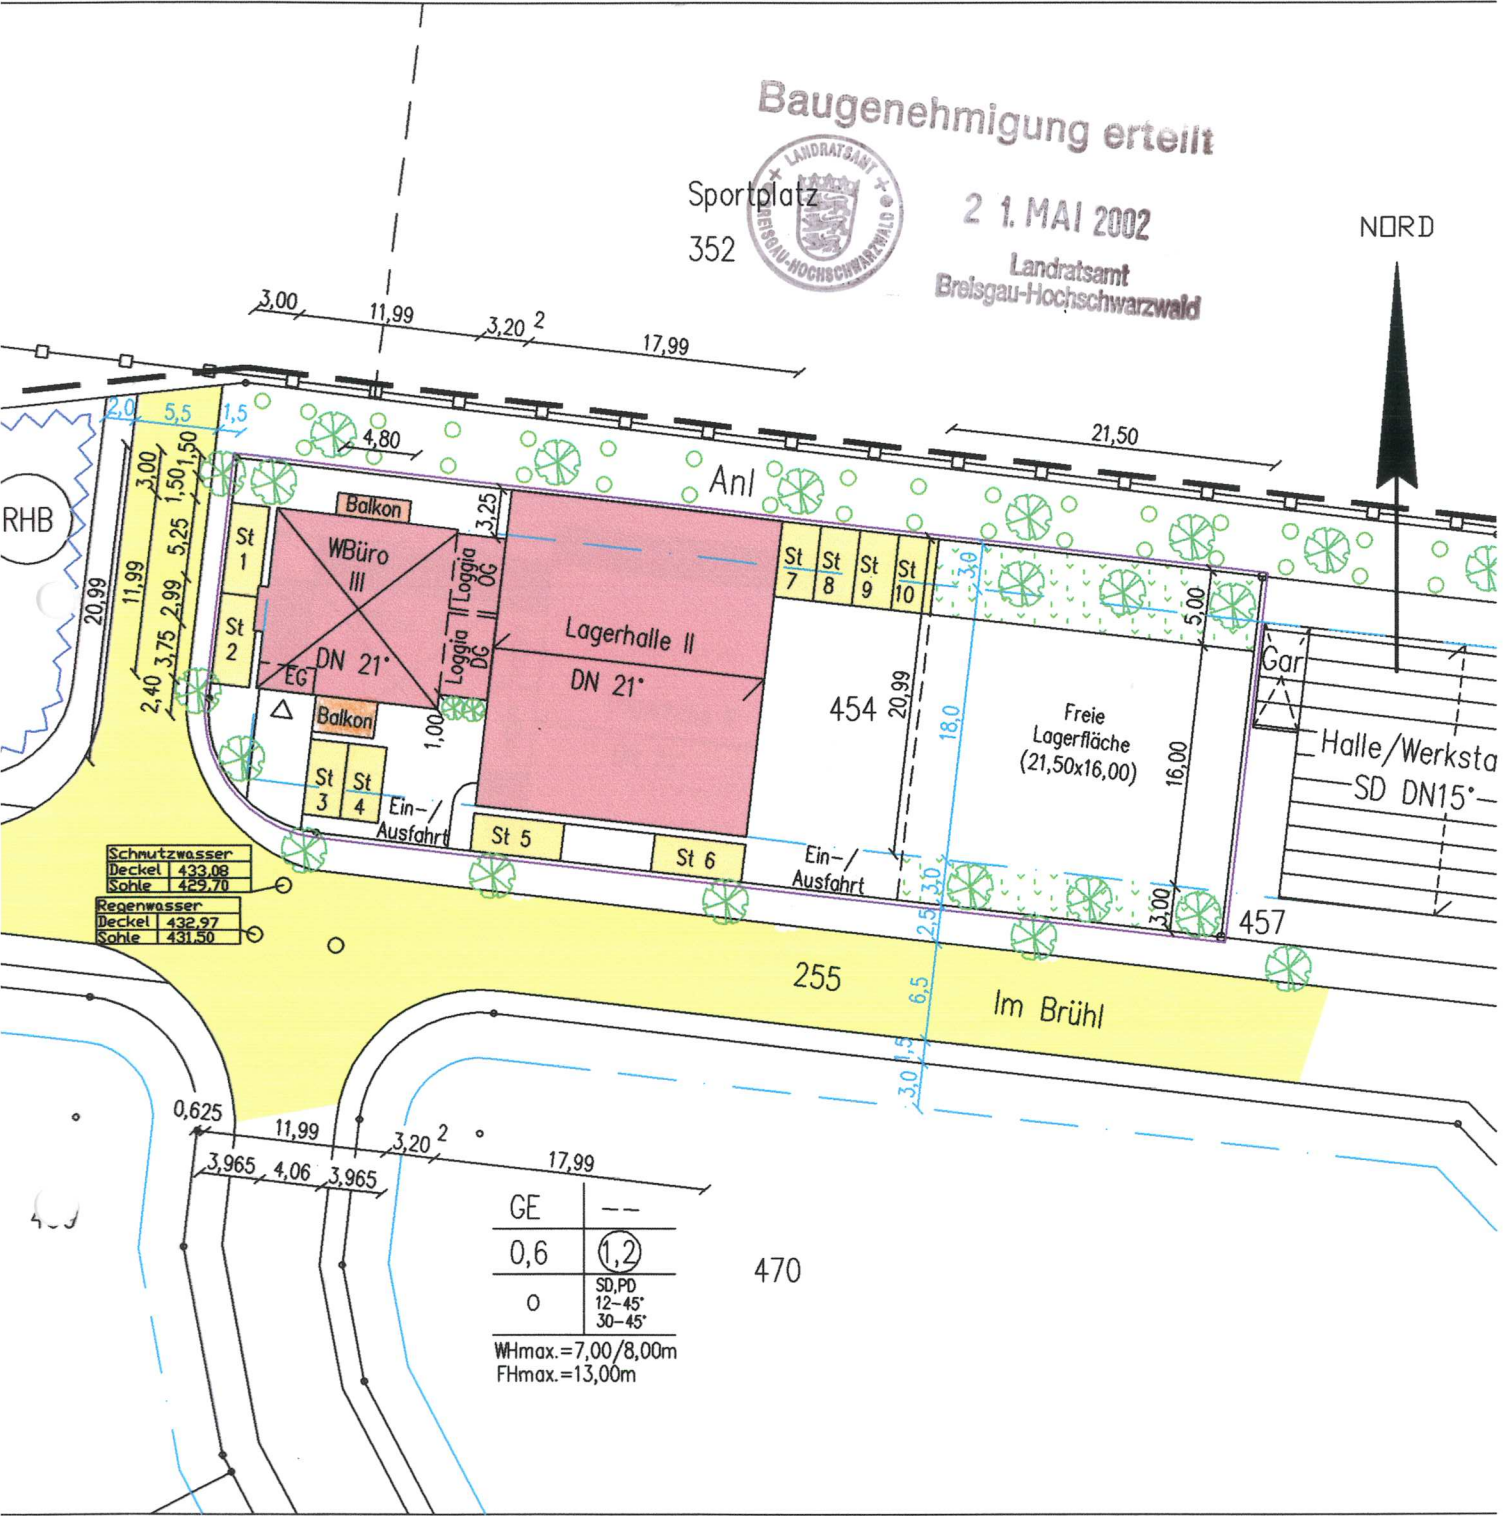 Baugenehmigung erteilt
LANDRATSAMT
BREISGAU-HOCHSCHWARZWALD
Sportplatz
352
2 1. MAI 2002
Landratsamt
Breisgau-Hochschwarzwald
NORD
3,00
11,99
3,20 2
17,99
2,0
5,5
1,5
4,80
21,50
Anl
RHB
20,99
11,99
3,00
1,50
1,50
5,25
2,99
3,75
2,40
St 1
St 2
Balkon
WBüro
III
DN 21°
EG
Balkon
Loggia OG
Loggia DG
3,25
1,00
St 3
St 4
Ein-/
Ausfahrt
Lagerhalle II
DN 21°
St 5
St 6
St 7
St 8
St 9
St 10
454
20,99
Ein-/
Ausfahrt
3,0
18,0
3,0
2,5
6,5
1,5
3,0
Freie
Lagerfläche
(21,50x16,00)
5,00
16,00
3,00
Gar
Halle/Werksta
SD DN15°
457
Schmutzwasser
Deckel 433,08
Sohle 429,70
Regenwasser
Deckel 432,97
Sohle 431,50
255
Im Brühl
0,625
11,99
3,20 2
17,99
3,965
4,06
3,965
GE --
0,6 1,2
o SD,PD
12-45°
30-45°
WHmax.=7,00/8,00m
FHmax.=13,00m
470